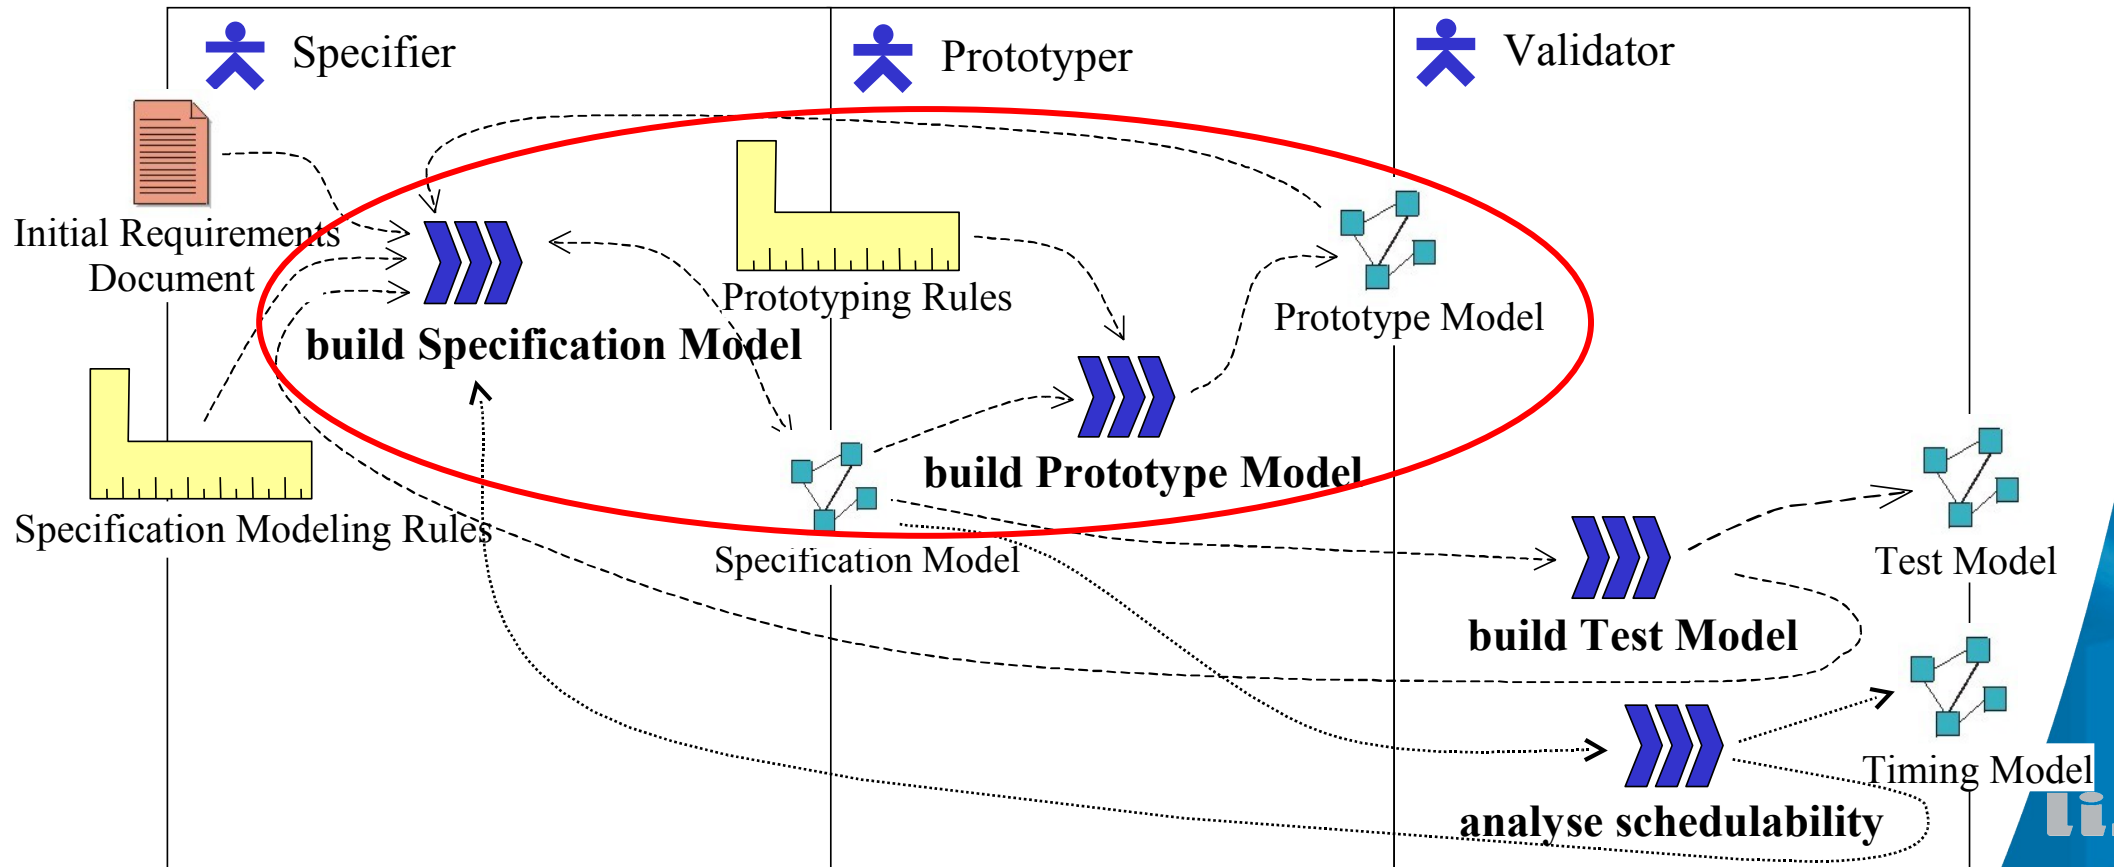 Specifier
Prototyper
Validator
Initial Requirements
Document
Prototyping Rules
Prototype Model
build Specification Model
build Prototype Model
Specification Modeling Rules
Specification Model
Test Model
build Test Model
Timing Model
analyse schedulability